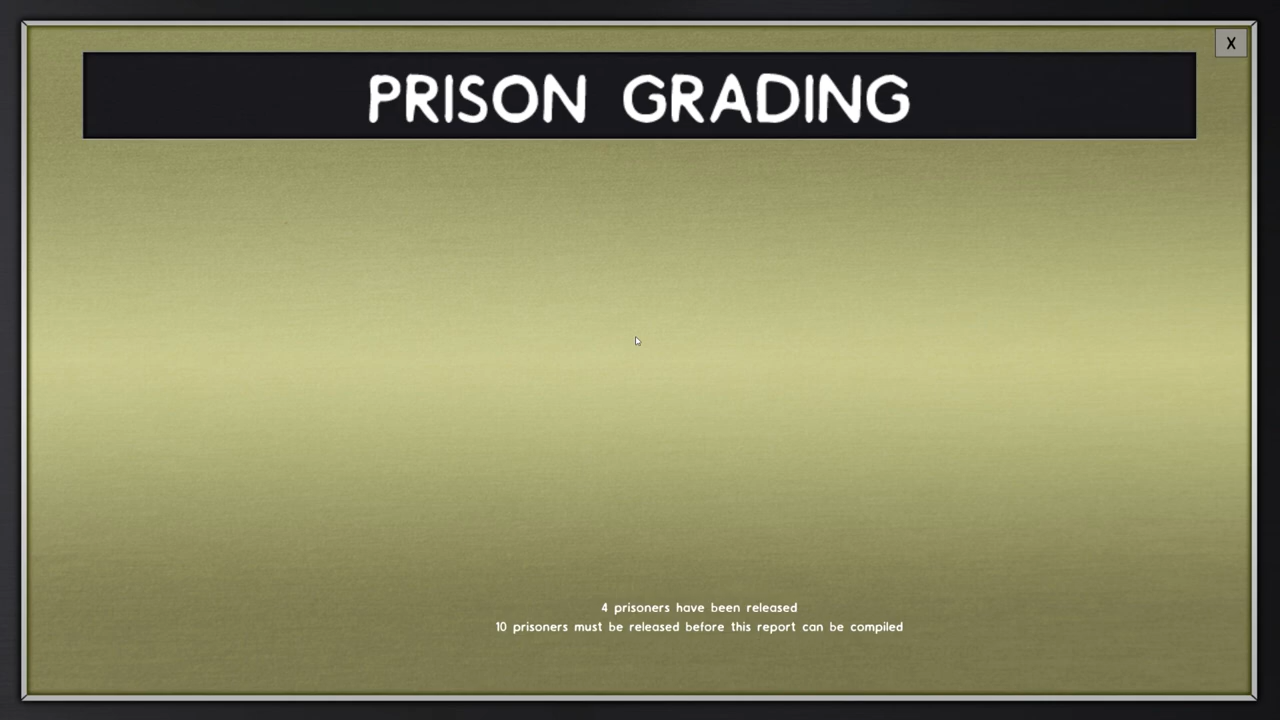 X
PRISON GRADING
4 prisoners have been released
10 prisoners must be released before this report can be compiled